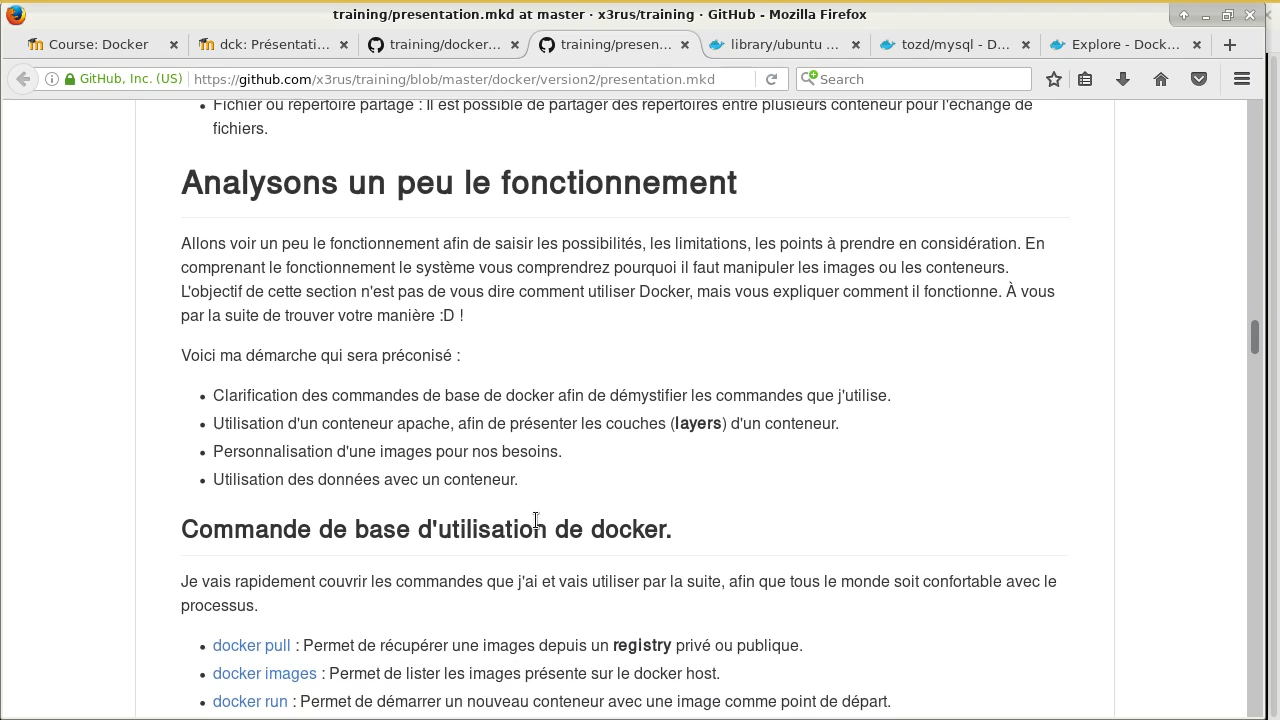 training/presentation.mkd at master · x3rus/training · GitHub - Mozilla Firefox
Course: Docker
dck: Présentati...
training/docker...
training/presen...
library/ubuntu ...
tozd/mysql - D...
Explore - Dock...
GitHub, Inc. (US)
https://github.com/x3rus/training/blob/master/docker/version2/presentation.mkd
Search
Fichier ou répertoire partagé : Il est possible de partager des répertoires entre plusieurs conteneur pour l'échange de
fichiers.
Analysons un peu le fonctionnement
Allons voir un peu le fonctionnement afin de saisir les possibilités, les limitations, les points à prendre en considération. En
comprenant le fonctionnement le système vous comprendrez pourquoi il faut manipuler les images ou les conteneurs.
L'objectif de cette section n'est pas de vous dire comment utiliser Docker, mais vous expliquer comment il fonctionne. À vous
par la suite de trouver votre manière :D !
Voici ma démarche qui sera préconisé :
Clarification des commandes de base de docker afin de démystifier les commandes que j'utilise.
Utilisation d'un conteneur apache, afin de présenter les couches (layers) d'un conteneur.
Personnalisation d'une images pour nos besoins.
Utilisation des données avec un conteneur.
Commande de base d'utilisation de docker.
Je vais rapidement couvrir les commandes que j'ai et vais utiliser par la suite, afin que tous le monde soit confortable avec le
processus.
docker pull : Permet de récupérer une images depuis un registry privé ou publique.
docker images : Permet de lister les images présente sur le docker host.
docker run : Permet de démarrer un nouveau conteneur avec une image comme point de départ.